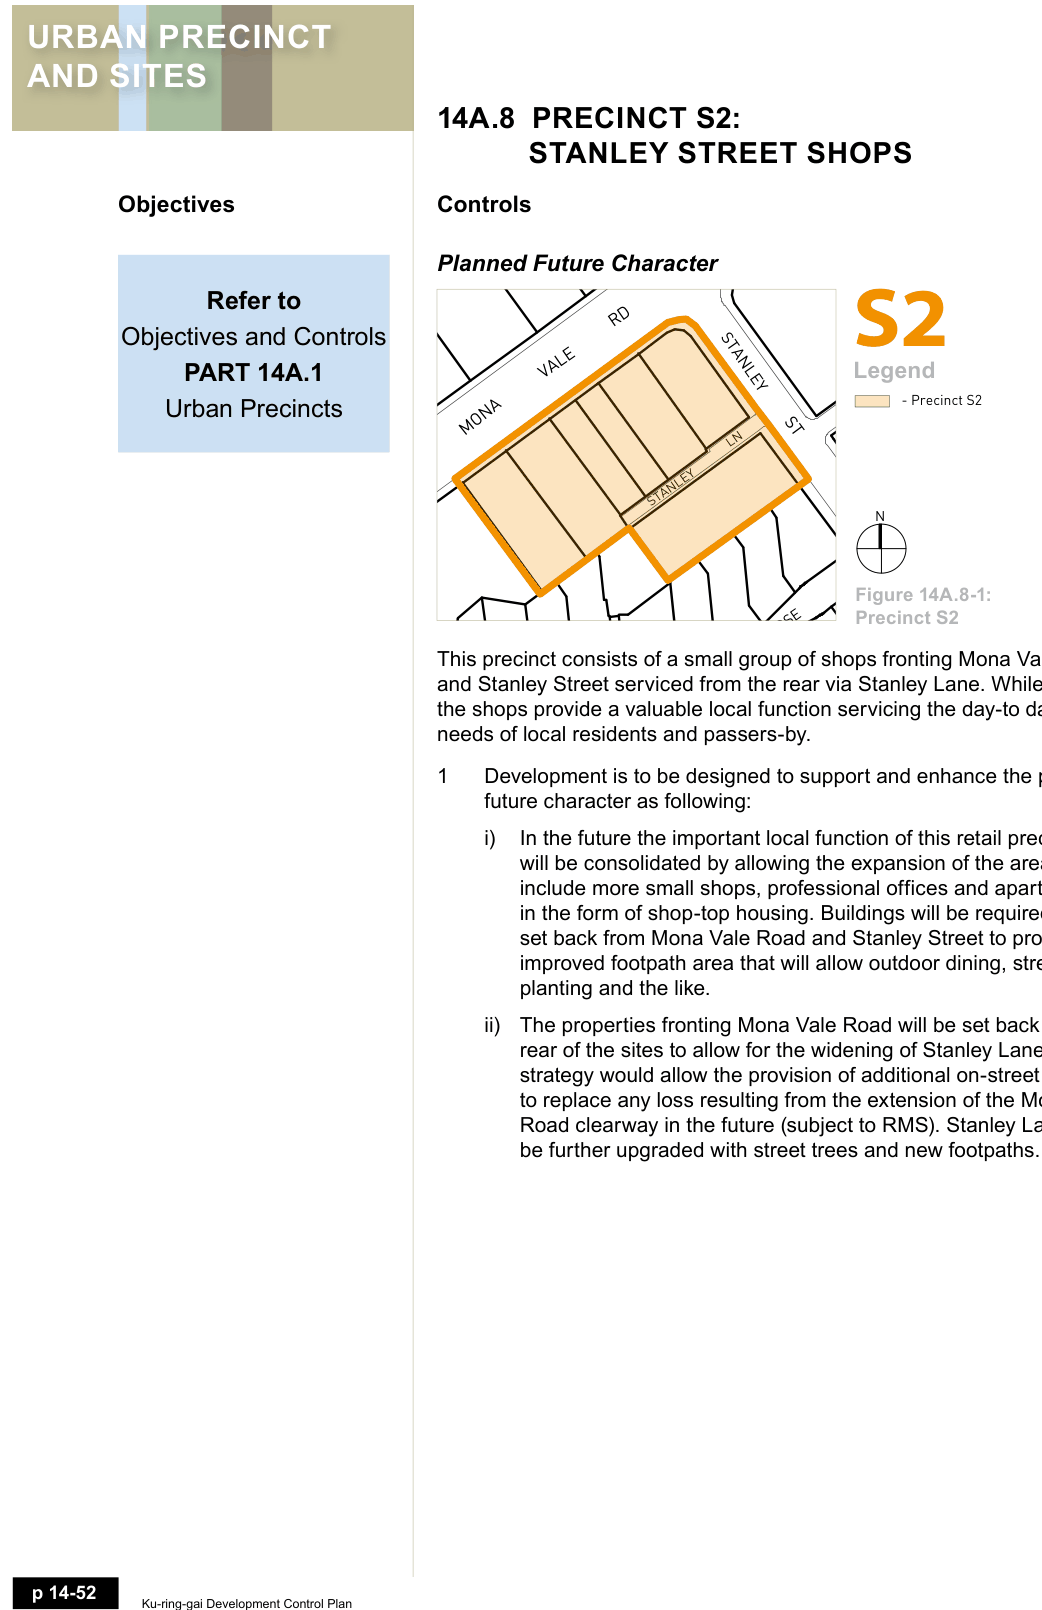 URBAN PRECINCT
AND SITES
14A.8 PRECINCT S2:
STANLEY STREET SHOPS
Objectives
Controls
Refer to
Objectives and Controls
PART 14A.1
Urban Precincts
Planned Future Character
MONA VALE RD
STANLEY ST
STANLEY LN
S2
Legend
- Precinct S2
N
Figure 14A.8-1:
Precinct S2
This precinct consists of a small group of shops fronting Mona
and Stanley Street serviced from the rear via Stanley Lane. While
the shops provide a valuable local function servicing the day-to
needs of local residents and passers-by.
1 Development is to be designed to support and enhance the
future character as following:
i) In the future the important local function of this retail
will be consolidated by allowing the expansion of the
include more small shops, professional offices and
in the form of shop-top housing. Buildings will be
set back from Mona Vale Road and Stanley Street to
improved footpath area that will allow outdoor dining,
planting and the like.
ii) The properties fronting Mona Vale Road will be set back
rear of the sites to allow for the widening of Stanley Lane
strategy would allow the provision of additional on-street
to replace any loss resulting from the extension of the
Road clearway in the future (subject to RMS). Stanley
be further upgraded with street trees and new footpaths.
p 14-52
Ku-ring-gai Development Control Plan